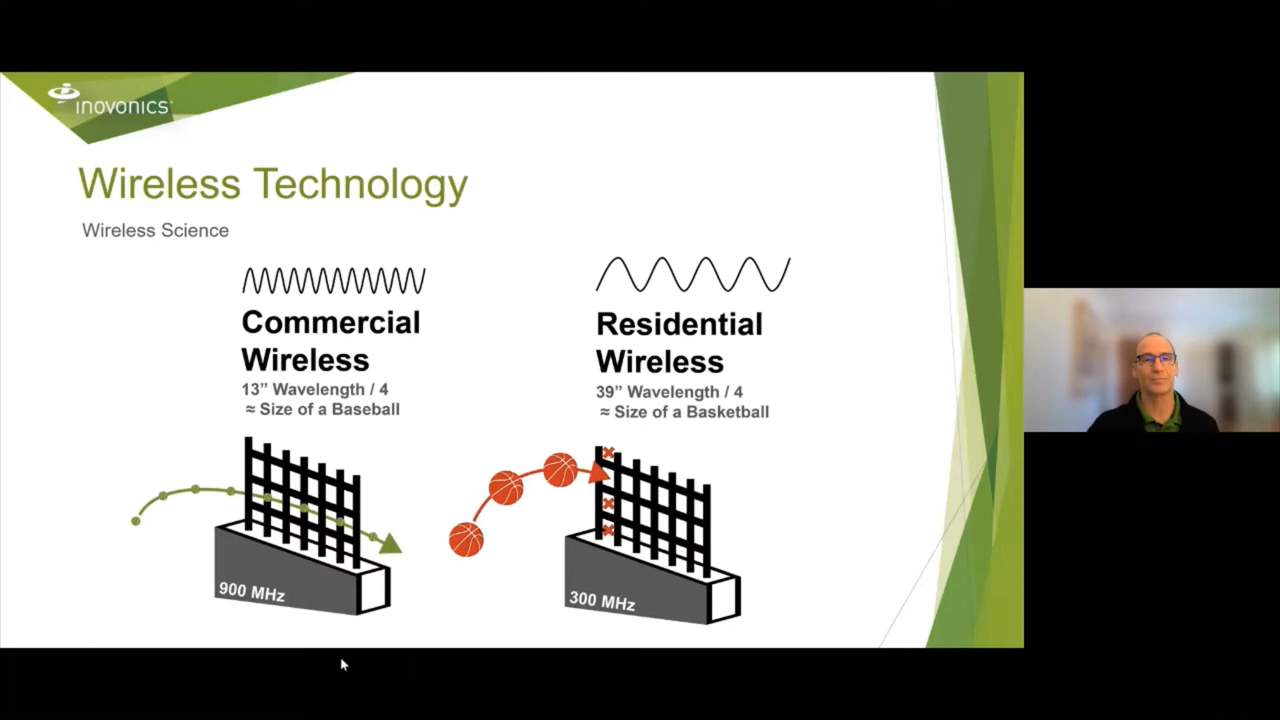 inovonics
Wireless Technology
Wireless Science
Commercial
Wireless
13” Wavelength / 4
≈ Size of a Baseball
900 MHz
Residential
Wireless
39” Wavelength / 4
≈ Size of a Basketball
300 MHz